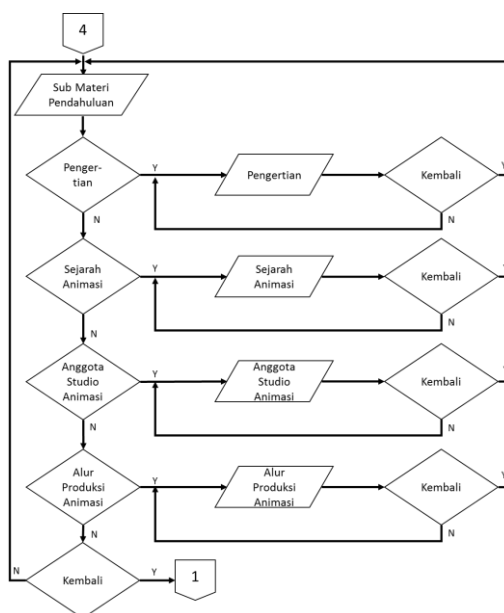 4
Sub Materi
Pendahuluan
Penger-
tian
Y
Pengertian
Kembali
Y
N
N
Sejarah
Animasi
Y
Sejarah
Animasi
Kembali
N
N
Anggota
Studio
Animasi
Y
Anggota
Studio
Animasi
Kembali
N
N
Alur
Produksi
Animasi
Y
Alur
Produksi
Animasi
Kembali
Y
N
N
N
Kembali
Y
1